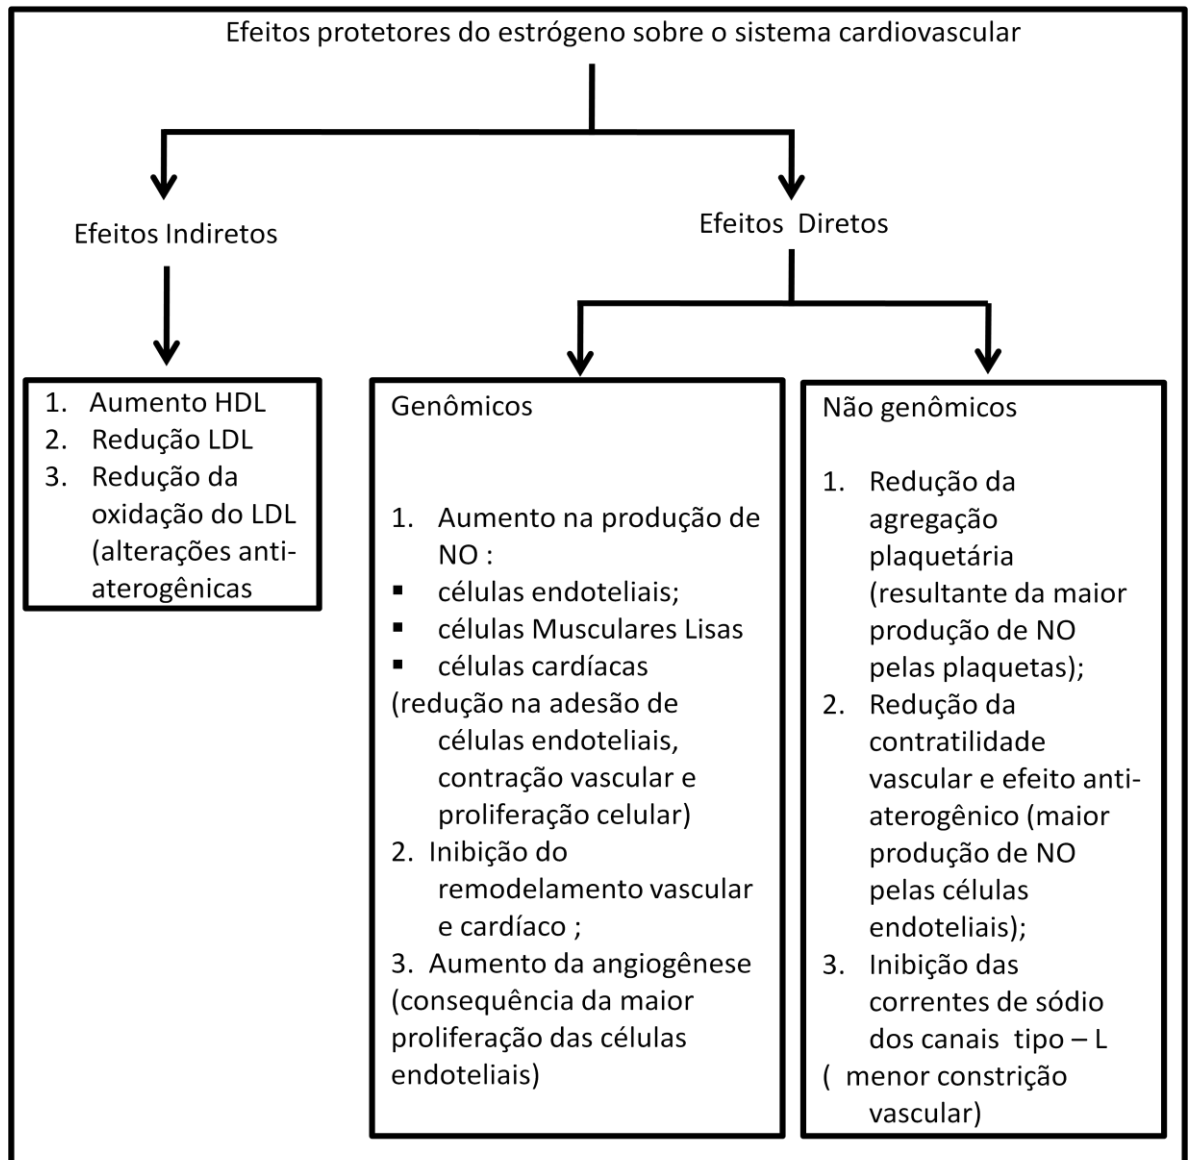 Efeitos protetores do estrógeno sobre o sistema cardiovascular
Efeitos Indiretos
Efeitos Diretos
1. Aumento HDL
2. Redução LDL
3. Redução da
oxidação do LDL
(alterações anti-
aterogênicas
Genômicos
1. Aumento na produção de
NO :
▪ células endoteliais;
▪ células Musculares Lisas
▪ células cardíacas
(redução na adesão de
células endoteliais,
contração vascular e
proliferação celular)
2. Inibição do
remodelamento vascular
e cardíaco ;
3. Aumento da angiogênese
(consequência da maior
proliferação das células
endoteliais)
Não genômicos
1. Redução da
agregação
plaquetária
(resultante da maior
produção de NO
pelas plaquetas);
2. Redução da
contratilidade
vascular e efeito anti-
aterogênico (maior
produção de NO
pelas células
endoteliais);
3. Inibição das
correntes de sódio
dos canais tipo – L
( menor constrição
vascular)